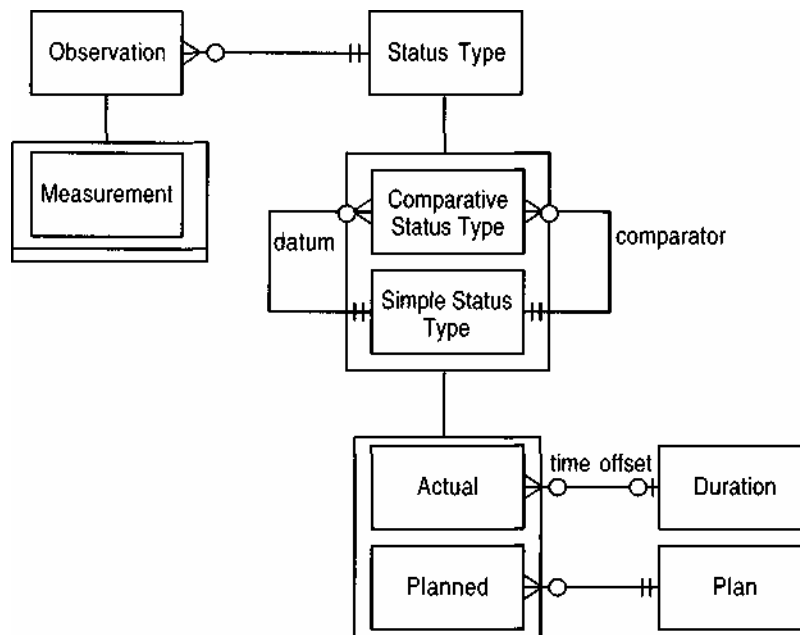 Observation
Status Type
Measurement
Comparative
Status Type
datum
comparator
Simple Status
Type
Actual
time offset
Duration
Planned
Plan